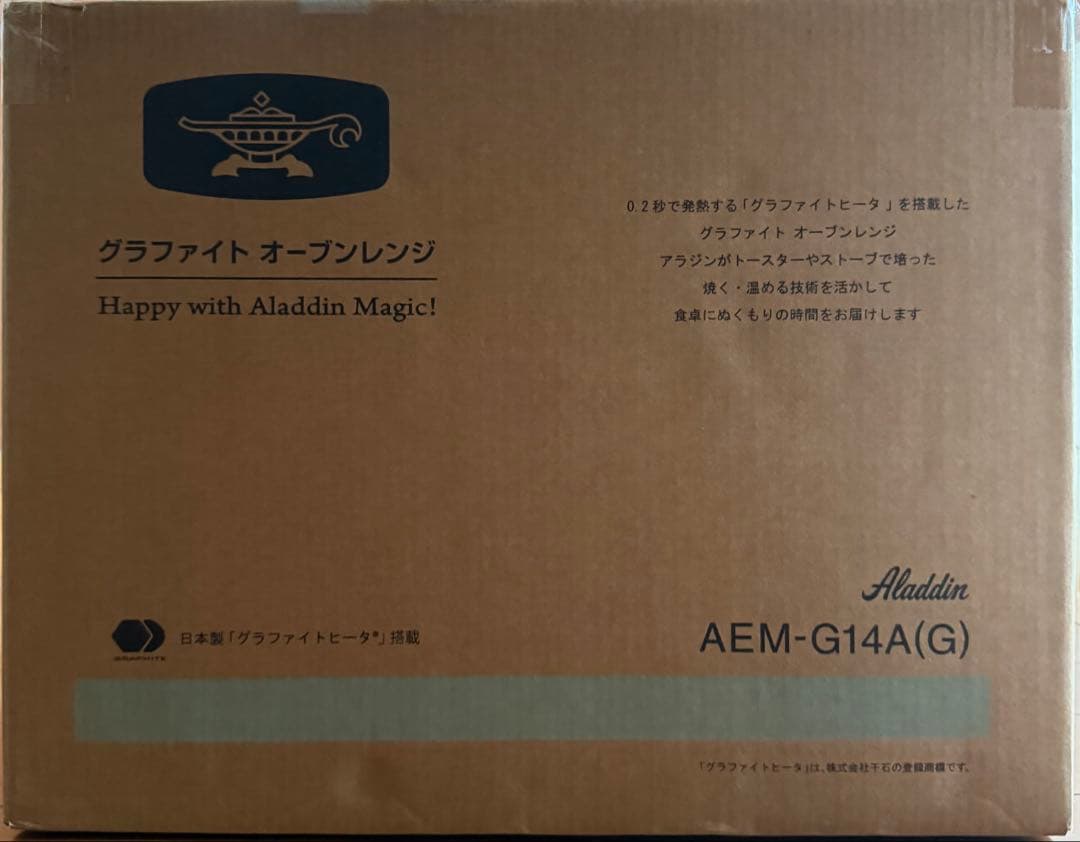 グラファイト オーブンレンジ
Happy with Aladdin Magic!
0.2秒で発熱する「グラファイトヒータ」を搭載した
グラファイト オーブンレンジ
アラジンがトースターやストーブで培った
焼く・温める技術を活かして
食卓にぬくもりの時間をお届けします
Aladdin
AEM-G14A(G)
GRAPHITE
日本製「グラファイトヒータ®」搭載
「グラファイトヒータ」は、株式会社千石の登録商標です。